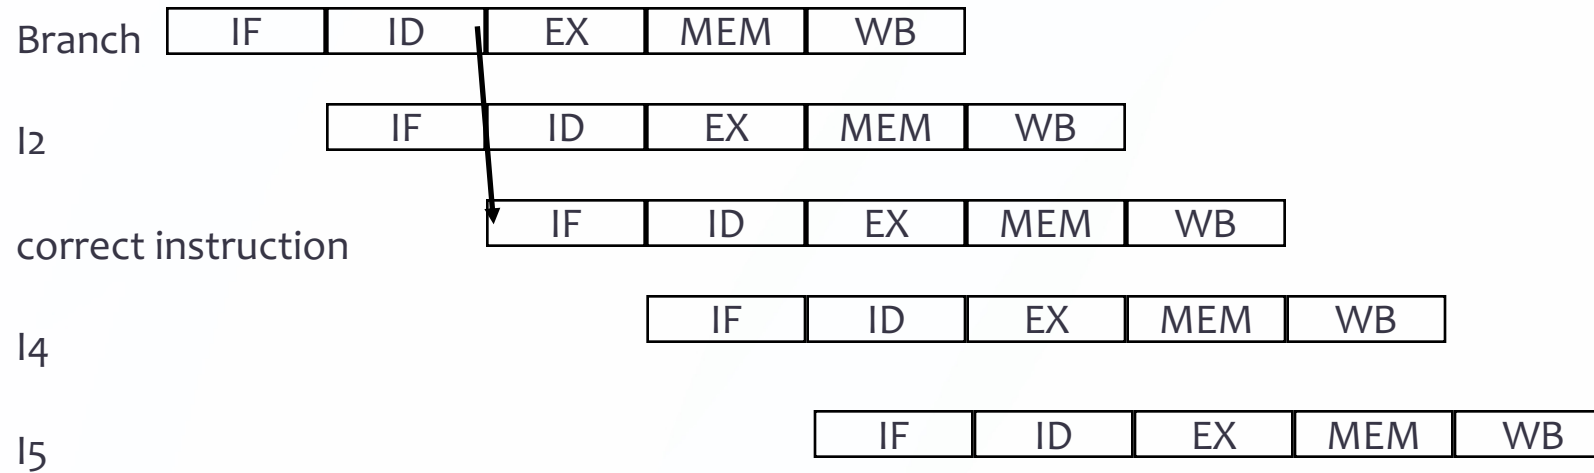 Branch IF ID EX MEM WB
I2 IF ID EX MEM WB
correct instruction IF ID EX MEM WB
I4 IF ID EX MEM WB
I5 IF ID EX MEM WB